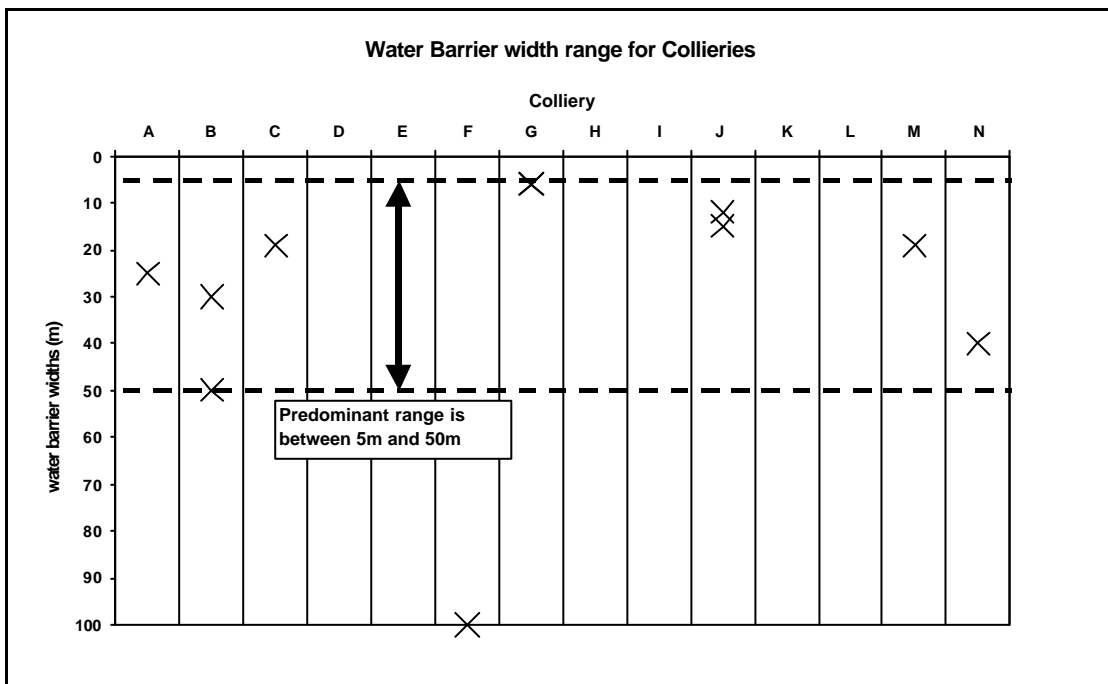 Water Barrier width range for Collieries
Colliery
A B C D E F G H I J K L M N
water barrier widths (m)
0
10
20
30
40
50
60
70
80
90
100
Predominant range is
between 5m and 50m